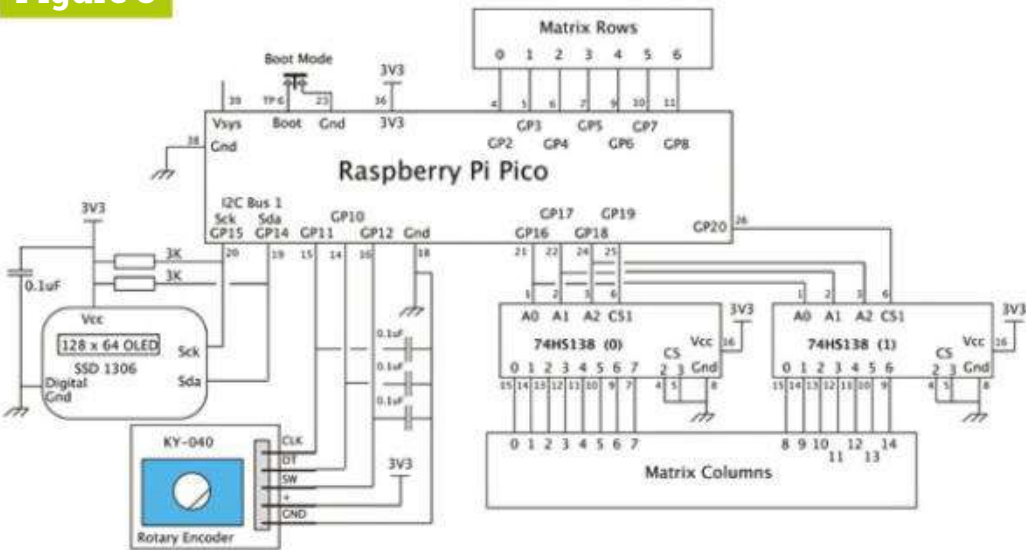 Matrix Rows
0 1 2 3 4 5 6
Boot Mode
3V3
39 TP6 23 36 4 5 6 7 9 10 11
Vsys Boot Gnd 3V3 GP3 GP5 GP7
GP2 GP4 GP6 GP8
38 Gnd
Raspberry Pi Pico
I2C Bus 1
Sck Sda GP10 GP17 GP19 GP20 26
GP15 GP14 GP11 GP12 Gnd GP16 GP18
20 19 15 14 16 18 21 22 24 25
3V3
3K
3K
0.1uF
1 2 3 6 1 2 3 6
A0 A1 A2 CS1 A0 A1 A2 CS1
3V3 3V3
74HS138 (0) 74HS138 (1)
Vcc 16 Vcc 16
CS CS
0 1 2 3 4 5 6 7 2 3 Gnd 0 1 2 3 4 5 6 2 3 Gnd
15 14 13 12 11 10 9 7 4 5 8 15 14 13 12 11 10 9 4 5 8
Vcc
128 x 64 OLED
SSD 1306
Sck
Sda
Digital
Gnd
0.1uF
0.1uF
0.1uF
0 1 2 3 4 5 6 7 8 9 10 12 14
11 13
Matrix Columns
KY-040
CLK
DT
SW
+
GND
3V3
Rotary Encoder